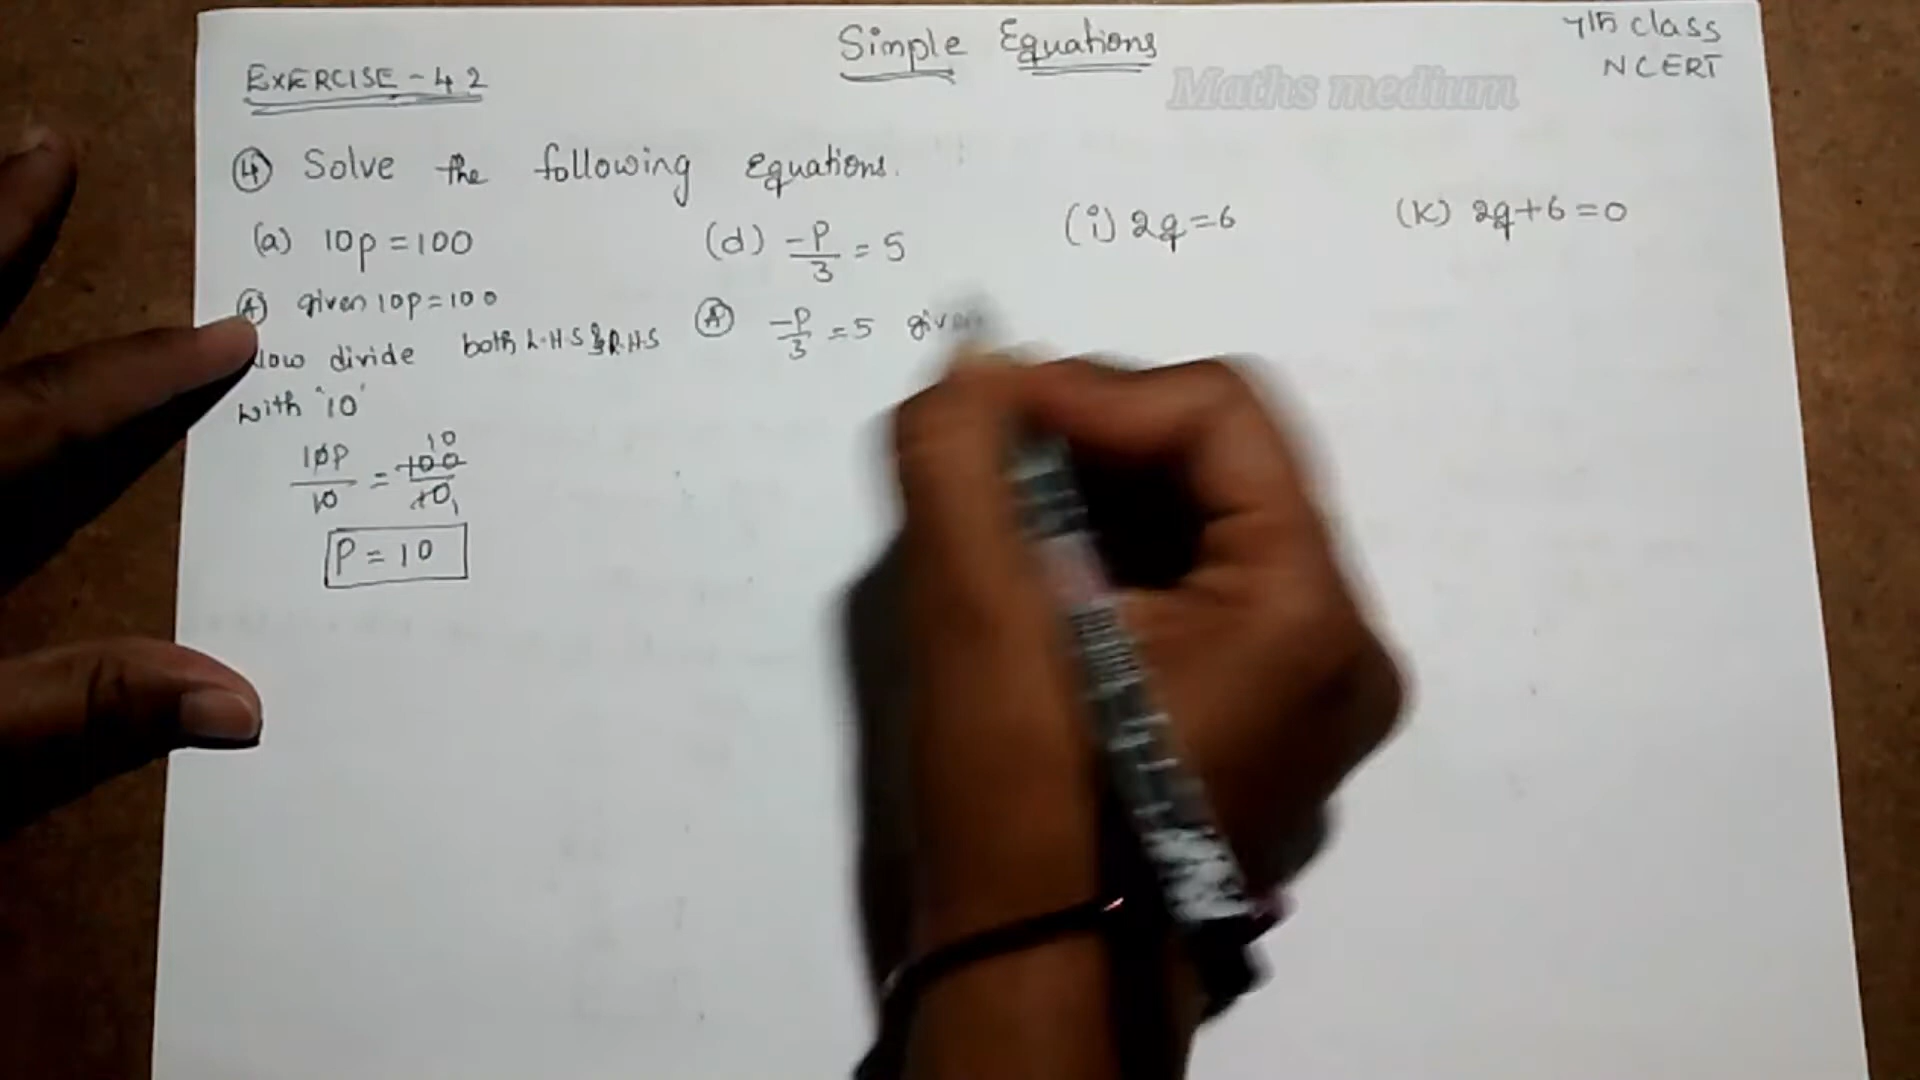 Simple Equations
7th class
NCERT
EXERCISE - 4 2
Maths medium
④ Solve the following equations.
(a) 10p = 100
(d) -P/3 = 5
(i) 2q = 6
(k) 2q + 6 = 0
Ⓐ given 10p = 100
Now divide both L.H.S & R.H.S
with '10'
10p/10 = 100/10
10
1
P = 10
Ⓐ -P/3 = 5 given